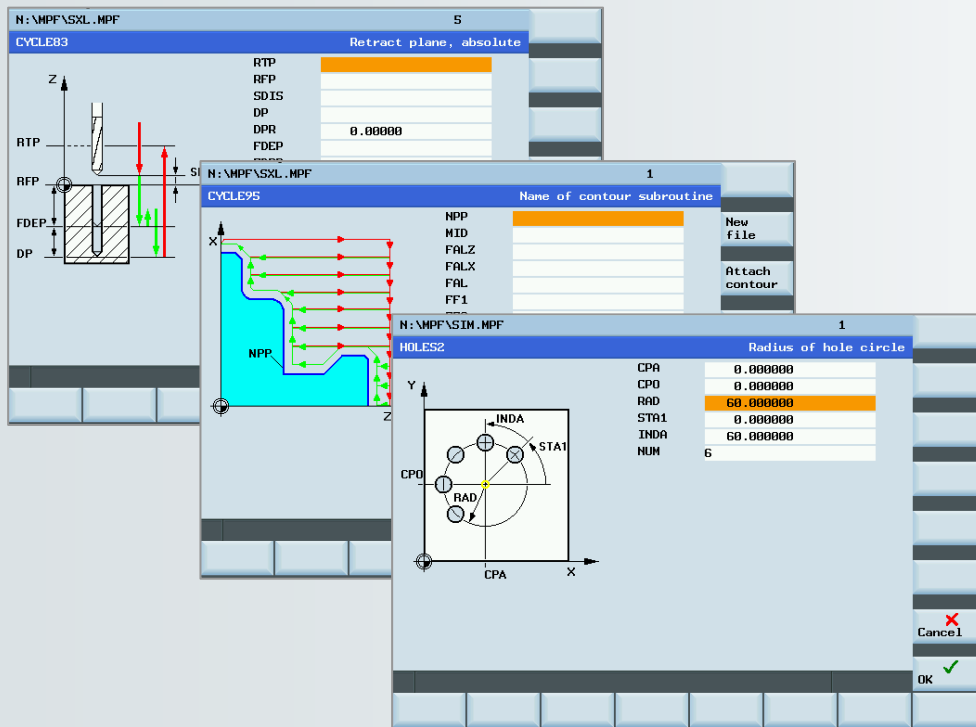 N:\MPF\SXL.MPF 5
CYCLE83 Retract plane, absolute
RTP
RFP
SDIS
DP
DPR 0.00000
FDEP
Z
RTP
RFP
FDEP
DP
N:\MPF\SXL.MPF 1
CYCLE95 Name of contour subroutine
NPP
MID
FALZ
FALX
FAL
FF1
X
NPP
Z
New
file
Attach
contour
N:\MPF\SIM.MPF 1
HOLES2 Radius of hole circle
CPA 0.000000
CPO 0.000000
RAD 60.000000
STA1 0.000000
INDA 60.000000
NUM 6
Y
INDA
STA1
CPO
RAD
CPA
X
Cancel
OK